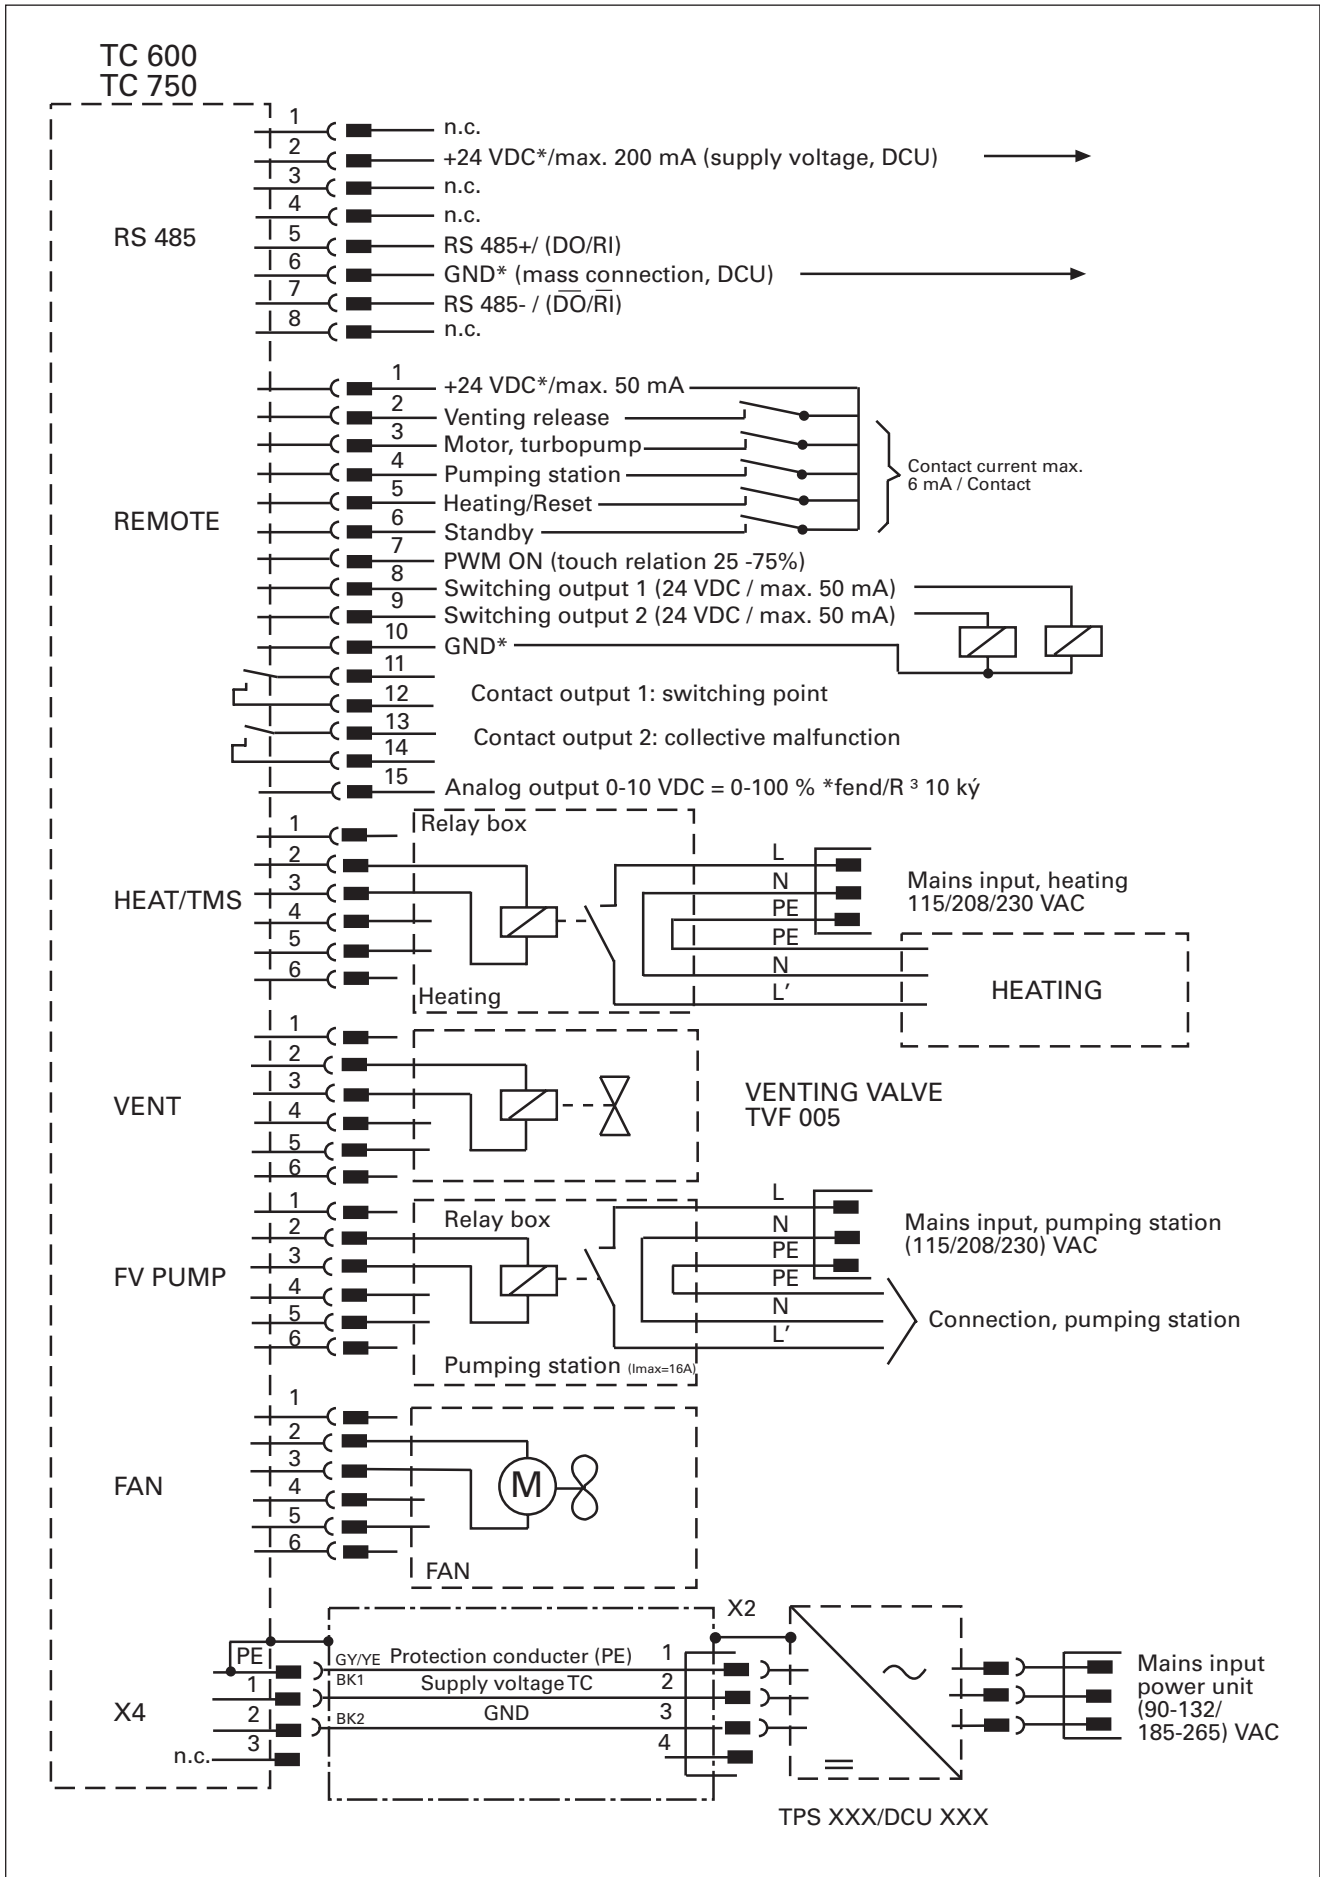 TC 600
TC 750
RS 485
1 n.c.
2 +24 VDC*/max. 200 mA (supply voltage, DCU)
3 n.c.
4 n.c.
5 RS 485+/ (DO/RI)
6 GND* (mass connection, DCU)
7 RS 485- / (D̅O̅/R̅I̅)
8 n.c.
REMOTE
1 +24 VDC*/max. 50 mA
2 Venting release
3 Motor, turbopump
4 Pumping station
5 Heating/Reset
6 Standby
Contact current max.
6 mA / Contact
7 PWM ON (touch relation 25 -75%)
8 Switching output 1 (24 VDC / max. 50 mA)
9 Switching output 2 (24 VDC / max. 50 mA)
10 GND*
11
12
Contact output 1: switching point
13
14
Contact output 2: collective malfunction
15 Analog output 0-10 VDC = 0-100 % *fend/R ³ 10 ký
HEAT/TMS
1
2
3
4
5
6
Relay box
Heating
L
N
PE
PE
N
L′
Mains input, heating
115/208/230 VAC
HEATING
VENT
1
2
3
4
5
6
VENTING VALVE
TVF 005
FV PUMP
1
2
3
4
5
6
Relay box
Pumping station (Imax=16A)
L
N
PE
PE
N
L′
Mains input, pumping station
(115/208/230) VAC
Connection, pumping station
FAN
1
2
3
4
5
6
M
FAN
X4
PE
1
2
3
n.c.
GY/YE Protection conducter (PE) 1
BK1 Supply voltage TC 2
BK2 GND 3
4
X2
TPS XXX/DCU XXX
Mains input
power unit
(90-132/
185-265) VAC